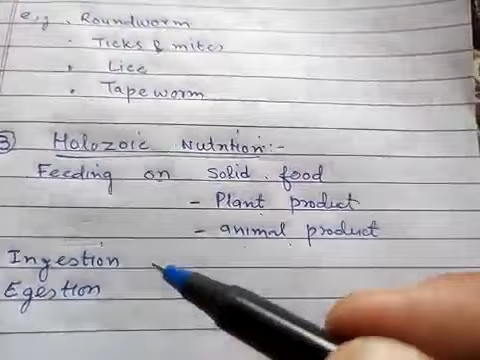 e.g. Roundworm
. Ticks & mites
. Lice
. Tapeworm
3 Holozoic Nutrition:-
Feeding on solid food
- Plant product
- animal product
Ingestion
Egestion